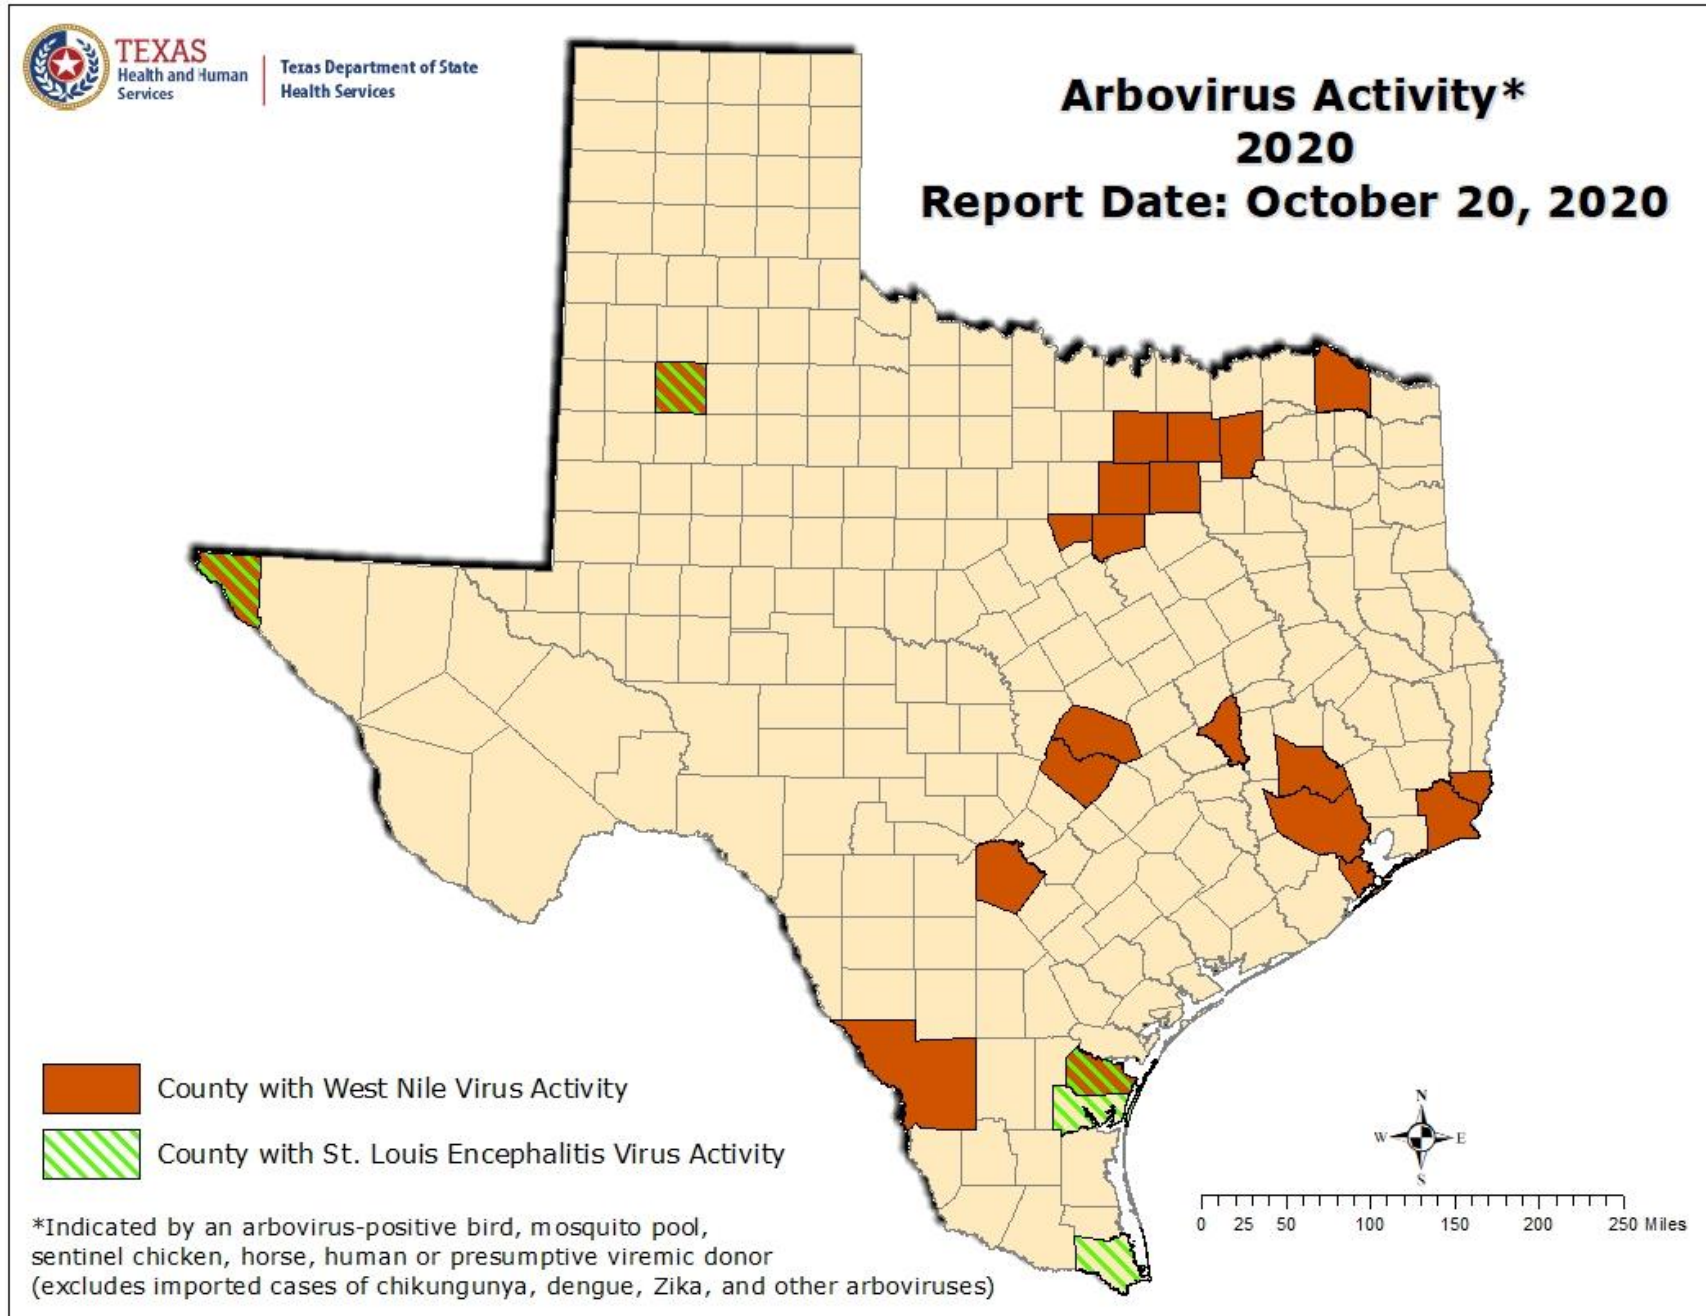 TEXAS
Health and Human
Services
Texas Department of State
Health Services
Arbovirus Activity*
2020
Report Date: October 20, 2020
County with West Nile Virus Activity
County with St. Louis Encephalitis Virus Activity
*Indicated by an arbovirus-positive bird, mosquito pool,
sentinel chicken, horse, human or presumptive viremic donor
(excludes imported cases of chikungunya, dengue, Zika, and other arboviruses)
N
W E
S
0 25 50 100 150 200 250 Miles